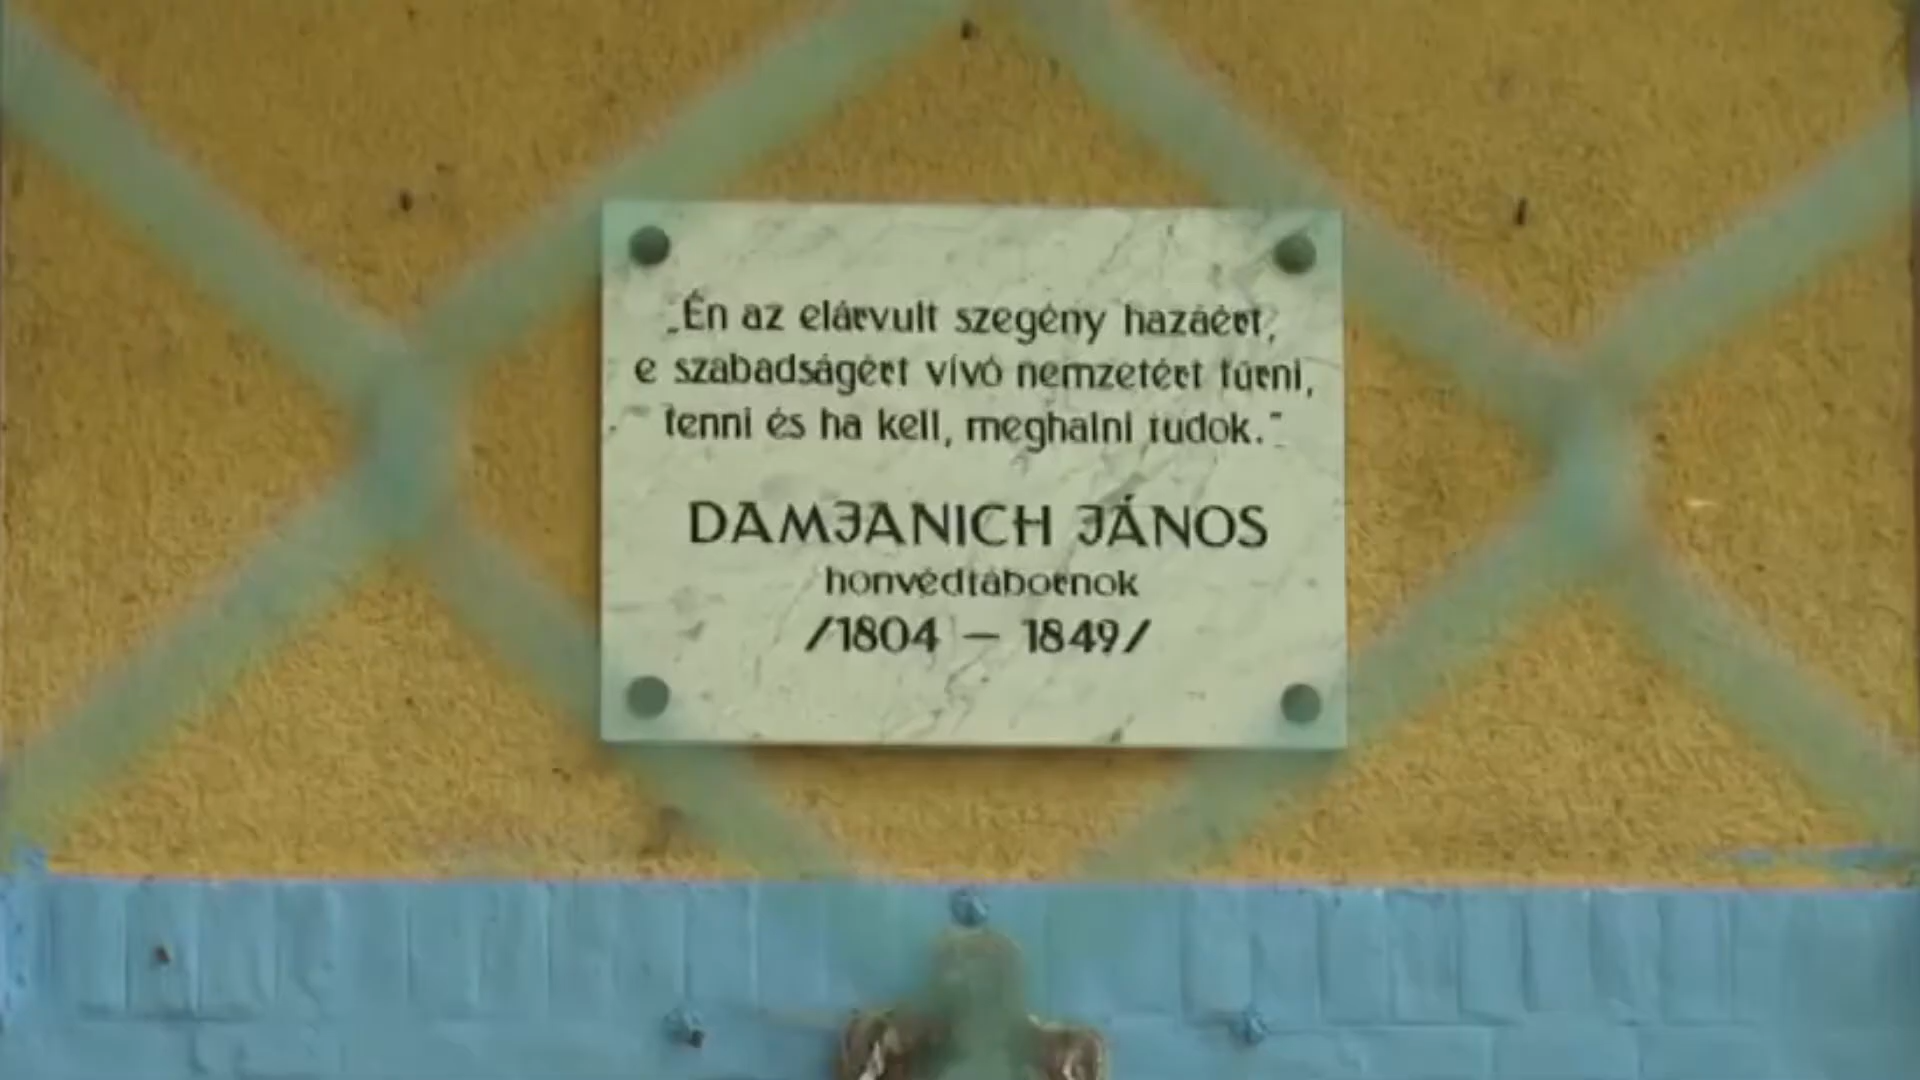 „Én az elárvult szegény hazáért,
e szabadságért vívó nemzetért tűrni,
tenni és ha kell, meghalni tudok."
DAMJANICH JÁNOS
honvédtábornok
/1804 – 1849/